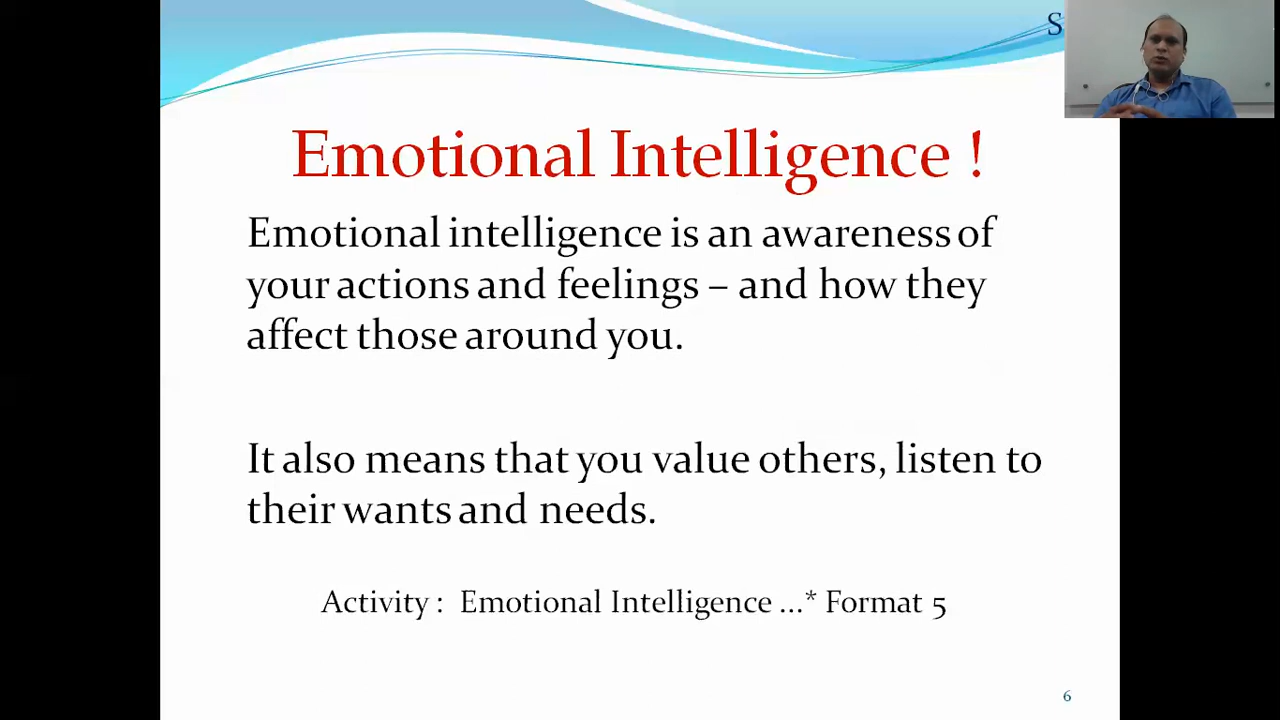 S
Emotional Intelligence !
Emotional intelligence is an awareness of
your actions and feelings – and how they
affect those around you.
It also means that you value others, listen to
their wants and needs.
Activity : Emotional Intelligence ...* Format 5
6